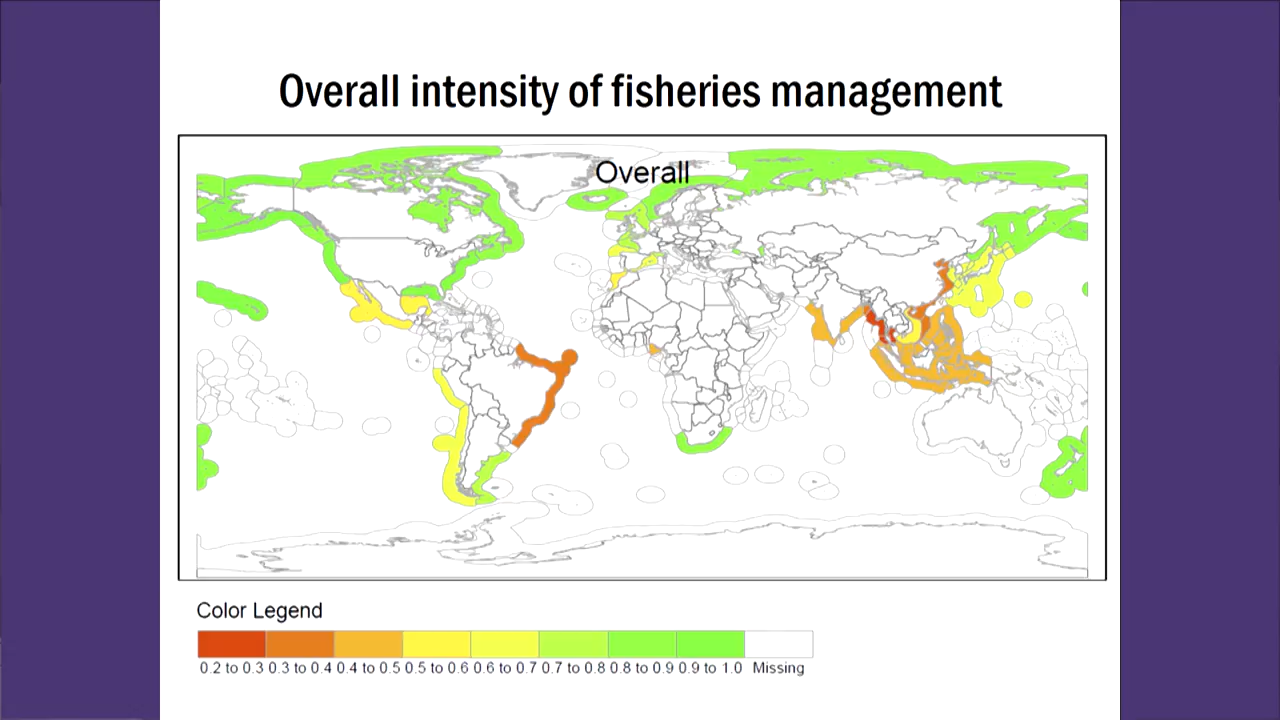 Overall intensity of fisheries management
Overall
Color Legend
0.2 to 0.3 0.3 to 0.4 0.4 to 0.5 0.5 to 0.6 0.6 to 0.7 0.7 to 0.8 0.8 to 0.9 0.9 to 1.0 Missing